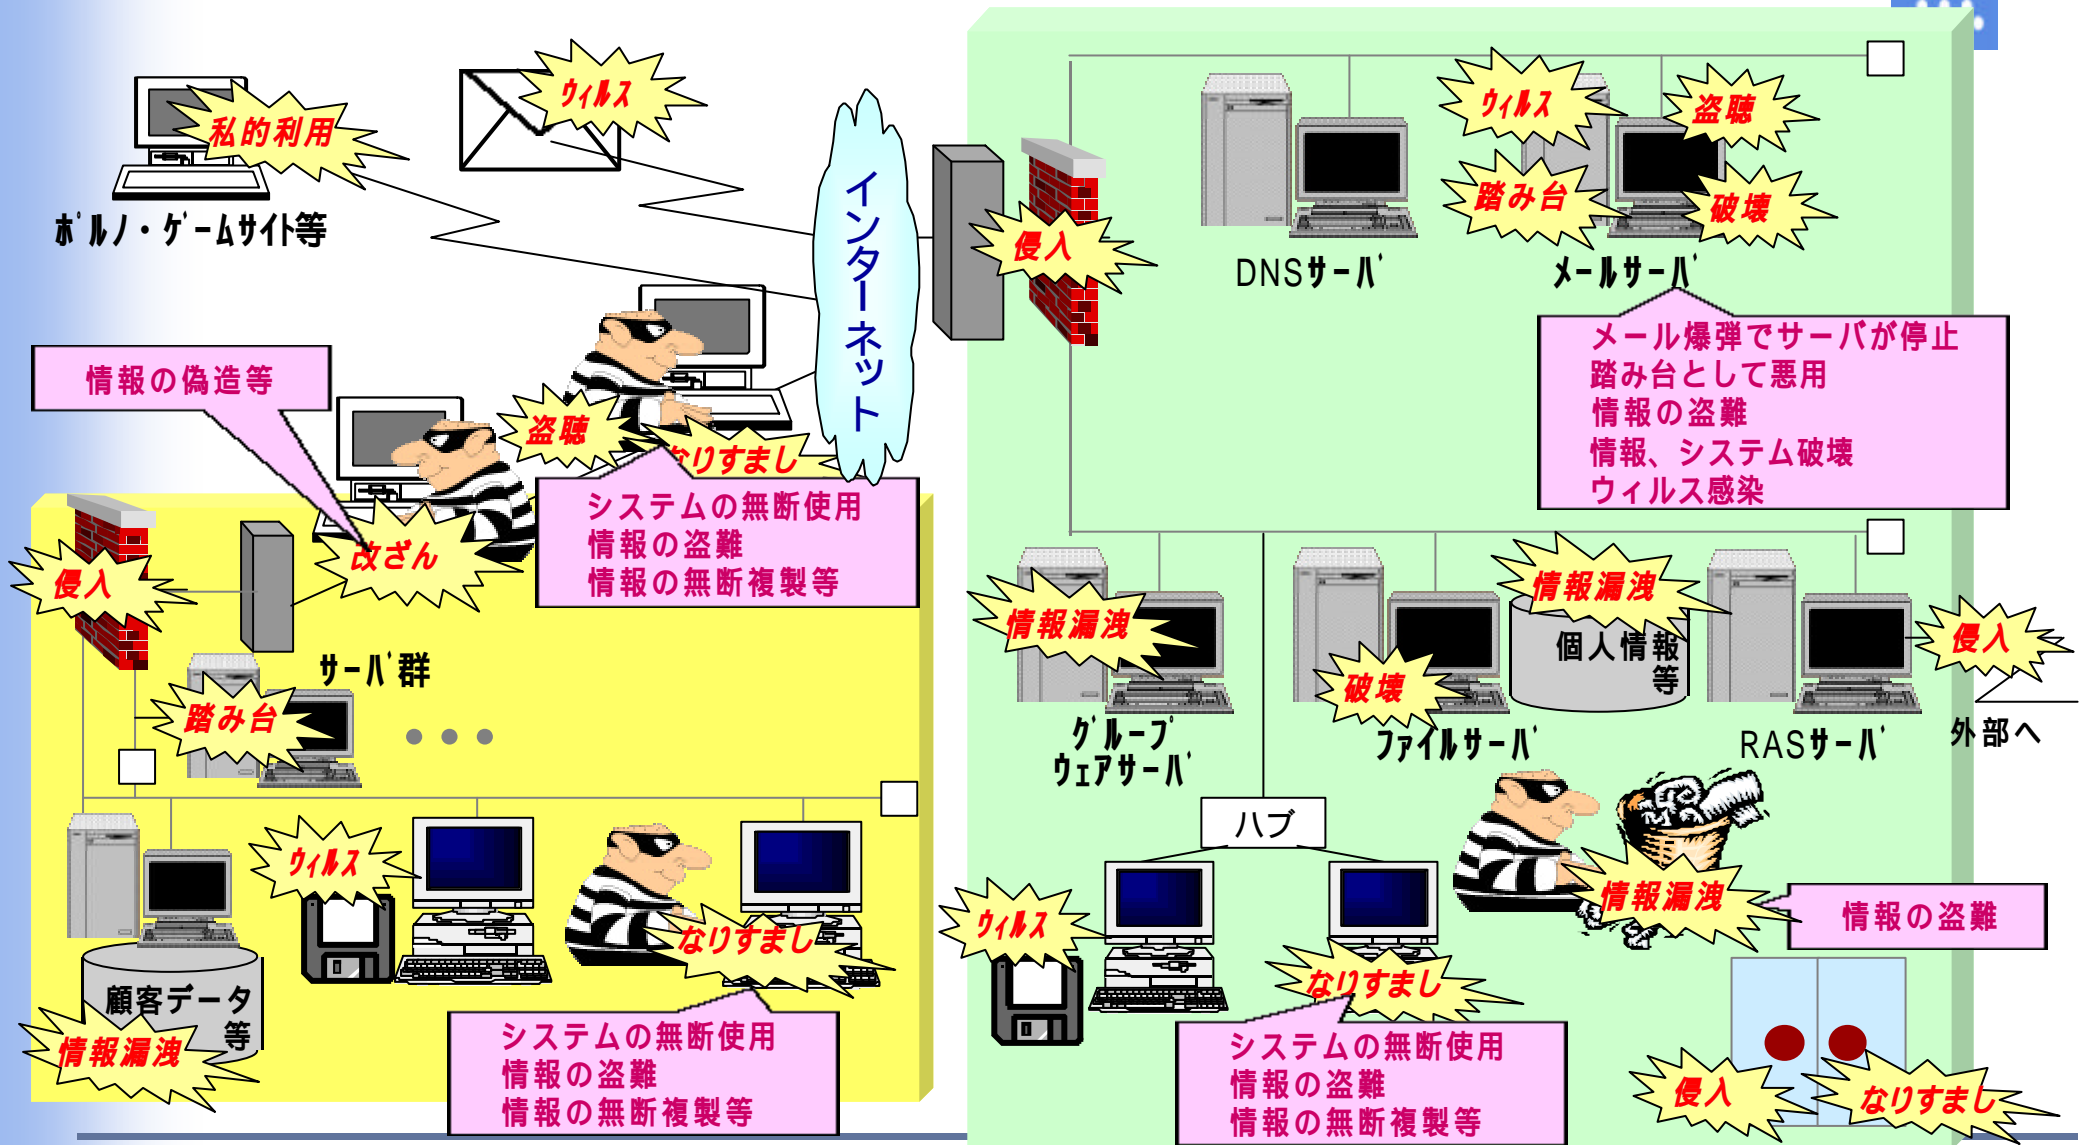 私的利用
ポルノ・ゲームサイト等
ウィルス
インターネット
侵入
DNSサーバ
ウィルス
盗聴
踏み台
破壊
メールサーバ
メール爆弾でサーバが停止
踏み台として悪用
情報の盗難
情報、システム破壊
ウィルス感染
情報の偽造等
盗聴
なりすまし
システムの無断使用
情報の盗難
情報の無断複製等
改ざん
侵入
サーバ群
踏み台
・・・
ウィルス
なりすまし
顧客データ
等
情報漏洩
システムの無断使用
情報の盗難
情報の無断複製等
情報漏洩
グループ
ウェアサーバ
破壊
ファイルサーバ
情報漏洩
個人情報
等
RASサーバ
侵入
外部へ
ハブ
ウィルス
なりすまし
システムの無断使用
情報の盗難
情報の無断複製等
情報漏洩
情報の盗難
侵入
なりすまし